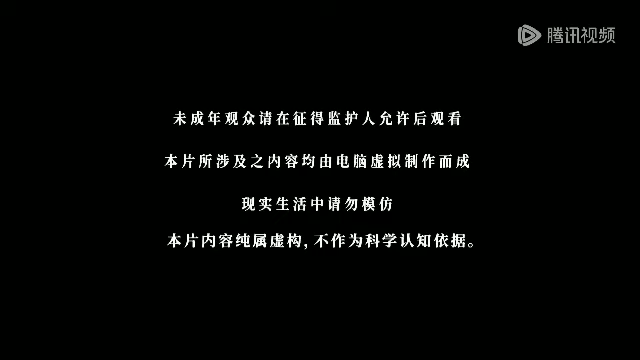 腾讯视频
未成年观众请在征得监护人允许后观看
本片所涉及之内容均由电脑虚拟制作而成
现实生活中请勿模仿
本片内容纯属虚构，不作为科学认知依据。